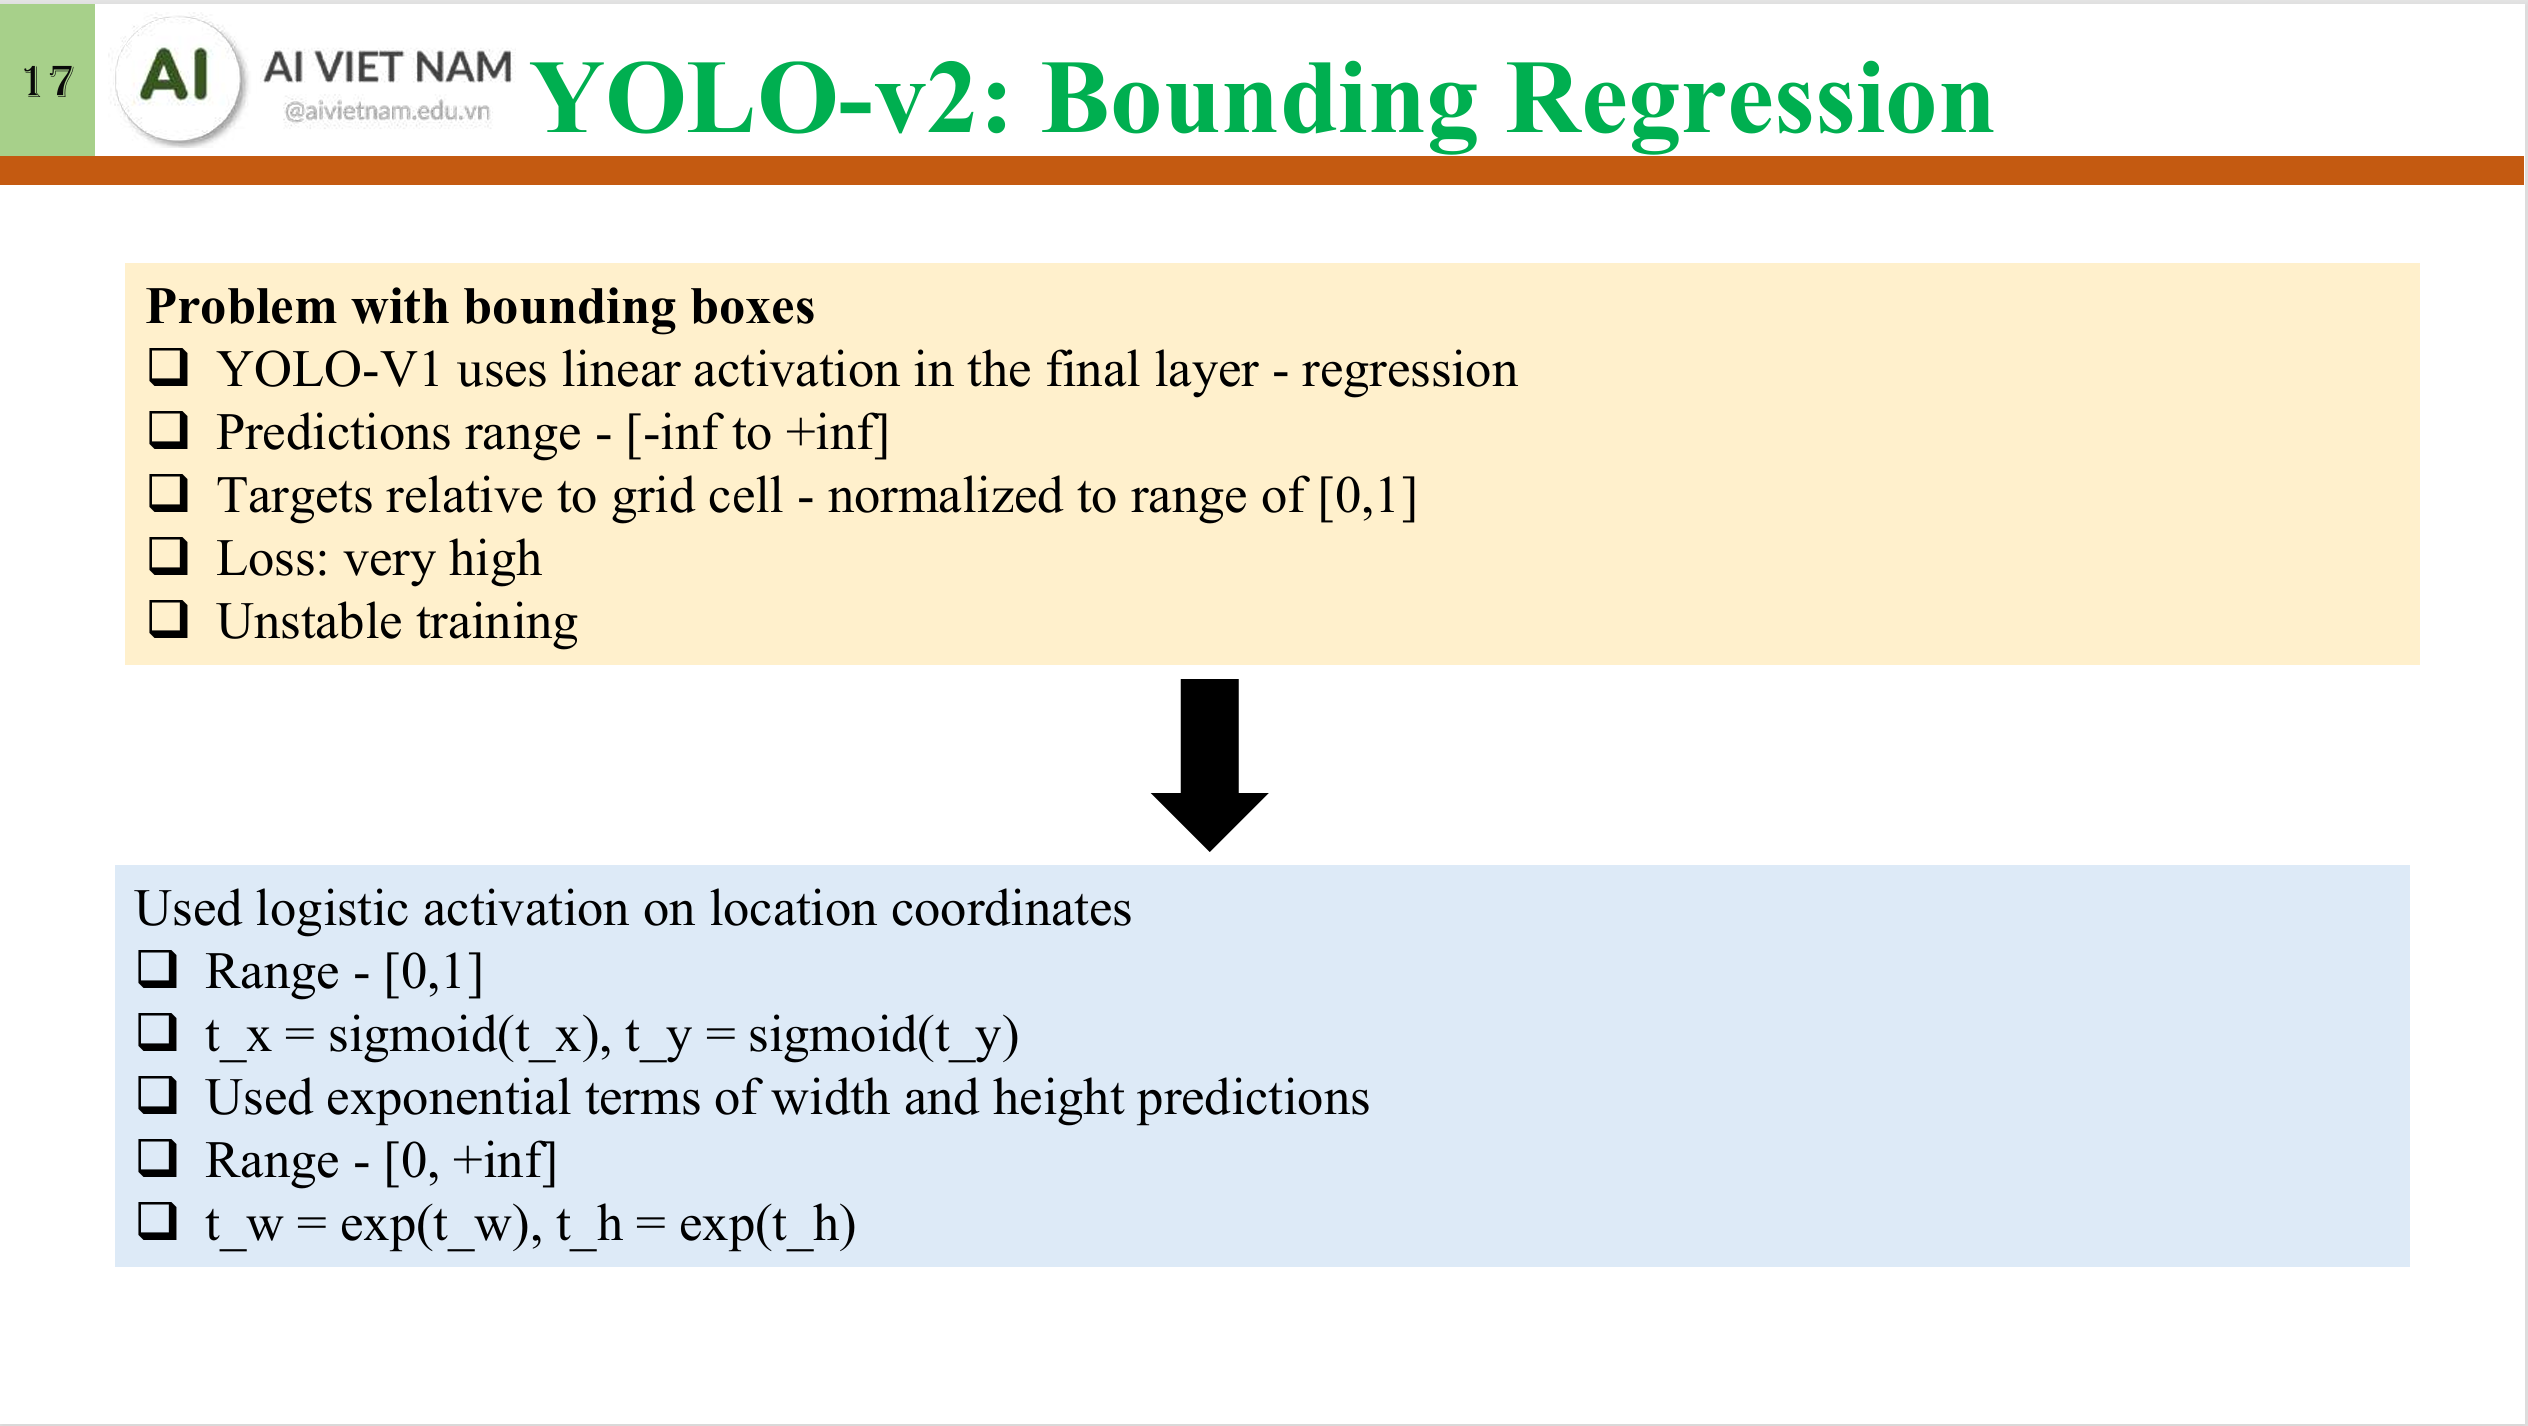 17
AI
AI VIET NAM
@aivietnam.edu.vn
YOLO-v2: Bounding Regression
Problem with bounding boxes
YOLO-V1 uses linear activation in the final layer - regression
Predictions range - [-inf to +inf]
Targets relative to grid cell - normalized to range of [0,1]
Loss: very high
Unstable training
Used logistic activation on location coordinates
Range - [0,1]
t_x = sigmoid(t_x), t_y = sigmoid(t_y)
Used exponential terms of width and height predictions
Range - [0, +inf]
t_w = exp(t_w), t_h = exp(t_h)